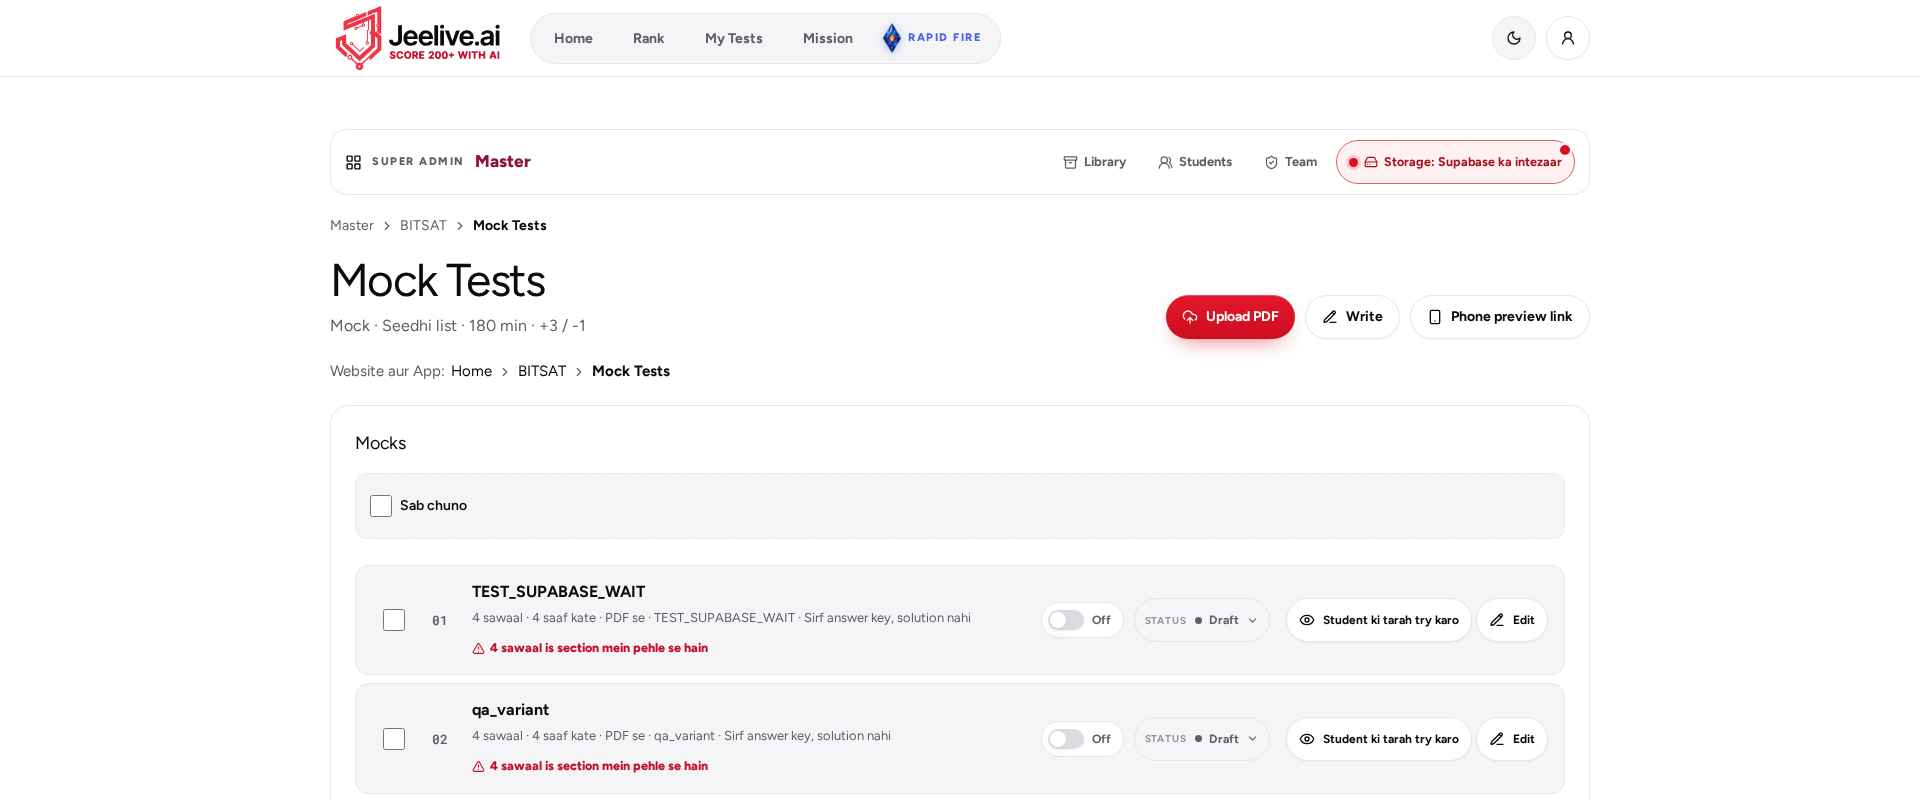 Jeelive.ai
SCORE 200+ WITH AI
Home
Rank
My Tests
Mission
RAPID FIRE
SUPER ADMIN Master
Library
Students
Team
Storage: Supabase ka intezaar
Master > BITSAT > Mock Tests
Mock Tests
Mock · Seedhi list · 180 min · +3 / -1
Upload PDF
Write
Phone preview link
Website aur App: Home > BITSAT > Mock Tests
Mocks
Sab chuno
01
TEST_SUPABASE_WAIT
4 sawaal · 4 saaf kate · PDF se · TEST_SUPABASE_WAIT · Sirf answer key, solution nahi
4 sawaal is section mein pehle se hain
Off
STATUS Draft
Student ki tarah try karo
Edit
02
qa_variant
4 sawaal · 4 saaf kate · PDF se · qa_variant · Sirf answer key, solution nahi
4 sawaal is section mein pehle se hain
Off
STATUS Draft
Student ki tarah try karo
Edit